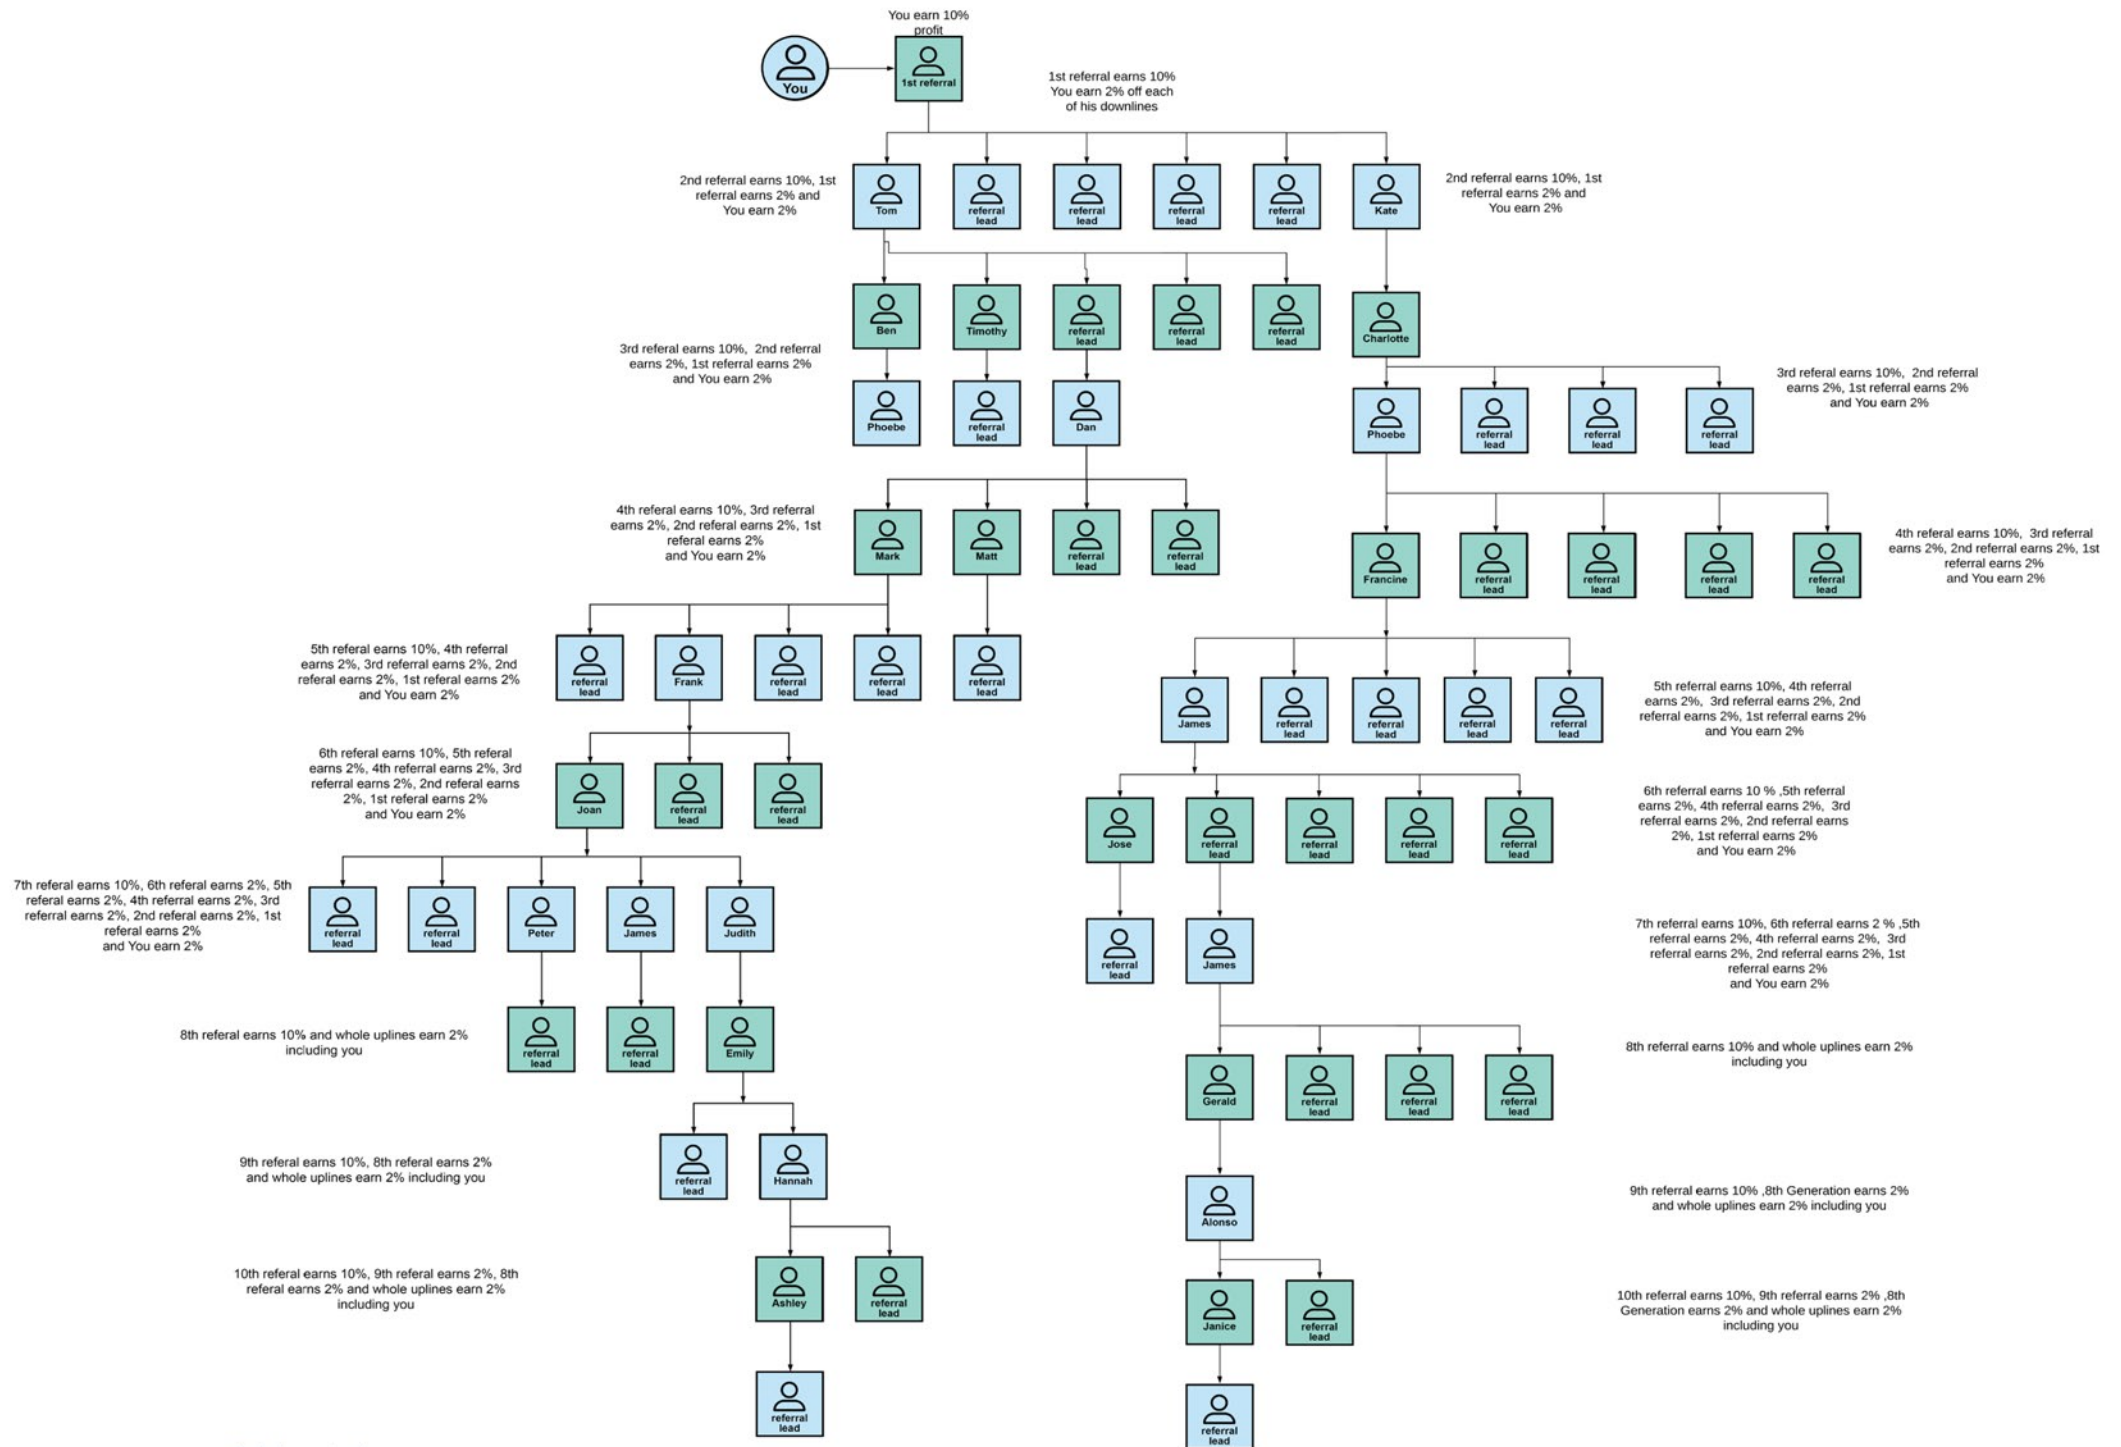 You earn 10%
profit
You
1st referral
1st referral earns 10%
You earn 2% off each
of his downlines
2nd referral earns 10%, 1st
referral earns 2% and
You earn 2%
Tom
referral
lead
referral
lead
referral
lead
referral
lead
Kate
2nd referral earns 10%, 1st
referral earns 2% and
You earn 2%
Ben
Timothy
referral
lead
referral
lead
referral
lead
Charlotte
3rd referal earns 10%, 2nd referral
earns 2%, 1st referral earns 2%
and You earn 2%
Phoebe
referral
lead
Dan
Phoebe
referral
lead
referral
lead
referral
lead
3rd referal earns 10%, 2nd referral
earns 2%, 1st referral earns 2%
and You earn 2%
4th referal earns 10%, 3rd referral
earns 2%, 2nd referal earns 2%, 1st
referal earns 2%
and You earn 2%
Mark
Matt
referral
lead
referral
lead
Francine
referral
lead
referral
lead
referral
lead
referral
lead
4th referal earns 10%, 3rd referral
earns 2%, 2nd referral earns 2%, 1st
referral earns 2%
and You earn 2%
5th referal earns 10%, 4th referral
earns 2%, 3rd referral earns 2%, 2nd
referal earns 2%, 1st referral earns 2%
and You earn 2%
referral
lead
Frank
referral
lead
referral
lead
referral
lead
James
referral
lead
referral
lead
referral
lead
referral
lead
5th referral earns 10%, 4th referral
earns 2%, 3rd referral earns 2%, 2nd
referral earns 2%, 1st referral earns 2%
and You earn 2%
6th referal earns 10%, 5th referal
earns 2%, 4th referral earns 2%, 3rd
referral earns 2%, 2nd referal earns
2%, 1st referal earns 2%
and You earn 2%
Joan
referral
lead
referral
lead
Jose
referral
lead
referral
lead
referral
lead
referral
lead
6th referral earns 10 % ,5th referral
earns 2%, 4th referral earns 2%, 3rd
referral earns 2%, 2nd referral earns
2%, 1st referral earns 2%
and You earn 2%
7th referal earns 10%, 6th referal earns 2%, 5th
referal earns 2%, 4th referral earns 2%, 3rd
referral earns 2%, 2nd referal earns 2%, 1st
referal earns 2%
and You earn 2%
referral
lead
referral
lead
Peter
James
Judith
referral
lead
James
7th referral earns 10%, 6th referral earns 2 % ,5th
referral earns 2%, 4th referral earns 2%, 3rd
referral earns 2%, 2nd referral earns 2%, 1st
referral earns 2%
and You earn 2%
8th referal earns 10% and whole uplines earn 2%
including you
referral
lead
referral
lead
Emily
Gerald
referral
lead
referral
lead
referral
lead
8th referral earns 10% and whole uplines earn 2%
including you
9th referal earns 10%, 8th referal earns 2%
and whole uplines earn 2% including you
referral
lead
Hannah
Alonso
9th referral earns 10% ,8th Generation earns 2%
and whole uplines earn 2% including you
10th referal earns 10%, 9th referal earns 2%, 8th
referal earns 2% and whole uplines earn 2%
including you
Ashley
referral
lead
Janice
referral
lead
10th referral earns 10%, 9th referral earns 2% ,8th
Generation earns 2% and whole uplines earn 2%
including you
referral
lead
referral
lead